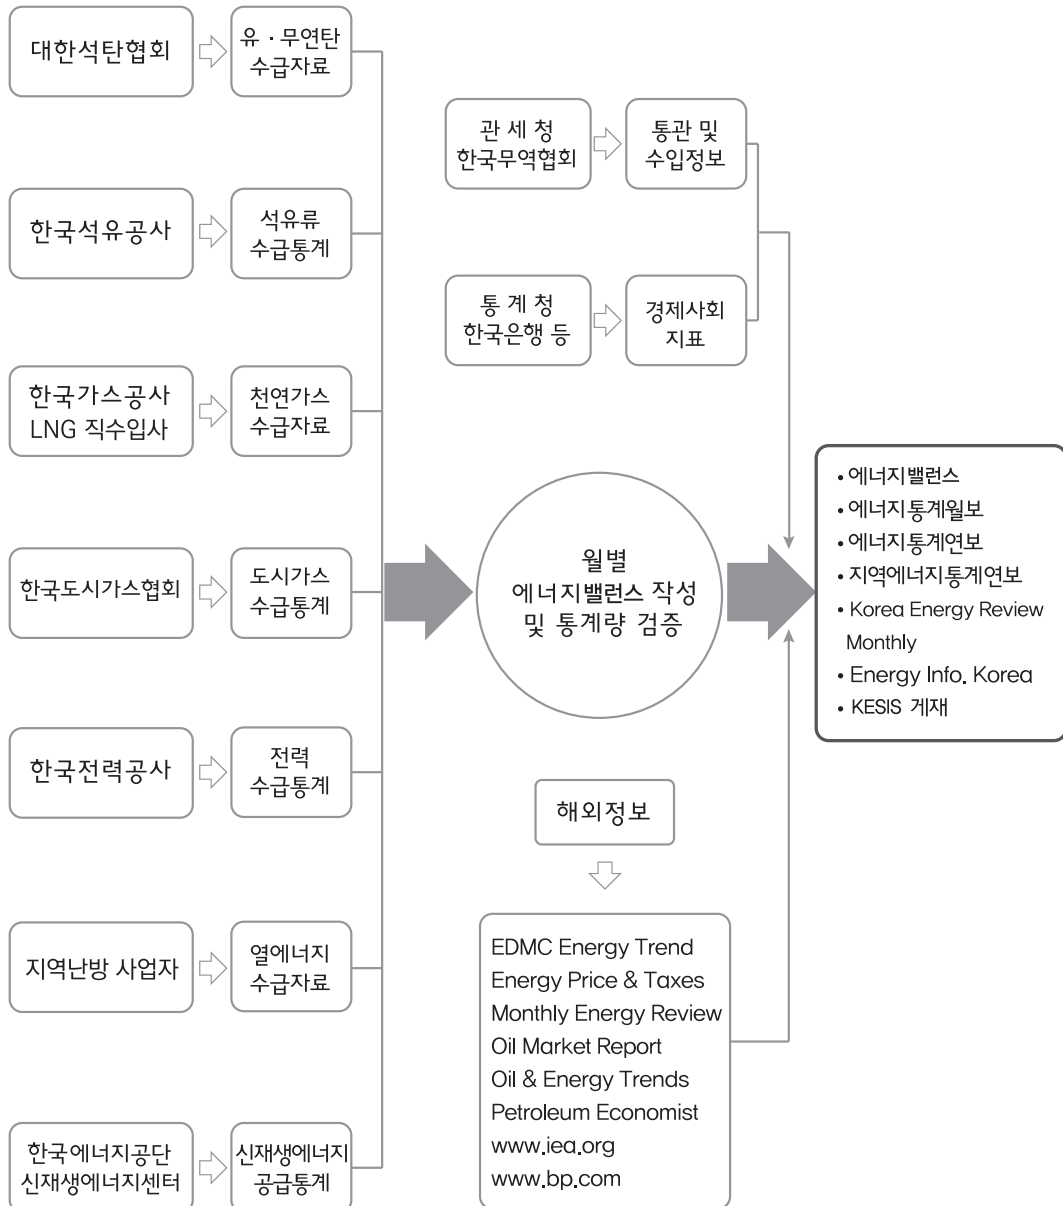 대한석탄협회
유 · 무연탄
수급자료
한국석유공사
석유류
수급통계
한국가스공사
LNG 직수입사
천연가스
수급자료
한국도시가스협회
도시가스
수급통계
한국전력공사
전력
수급통계
지역난방 사업자
열에너지
수급자료
한국에너지공단
신재생에너지센터
신재생에너지
공급통계
관 세 청
한국무역협회
통관 및
수입정보
통 계 청
한국은행 등
경제사회
지표
월별
에너지밸런스 작성
및 통계량 검증
해외정보
EDMC Energy Trend
Energy Price & Taxes
Monthly Energy Review
Oil Market Report
Oil & Energy Trends
Petroleum Economist
www.iea.org
www.bp.com
• 에너지밸런스
• 에너지통계월보
• 에너지통계연보
• 지역에너지통계연보
• Korea Energy Review
Monthly
• Energy Info. Korea
• KESIS 게재